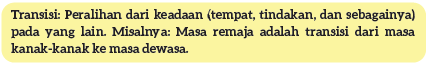 Transisi: Peralihan dari keadaan (tempat, tindakan, dan sebagainya)
pada yang lain. Misalnya: Masa remaja adalah transisi dari masa
kanak-kanak ke masa dewasa.